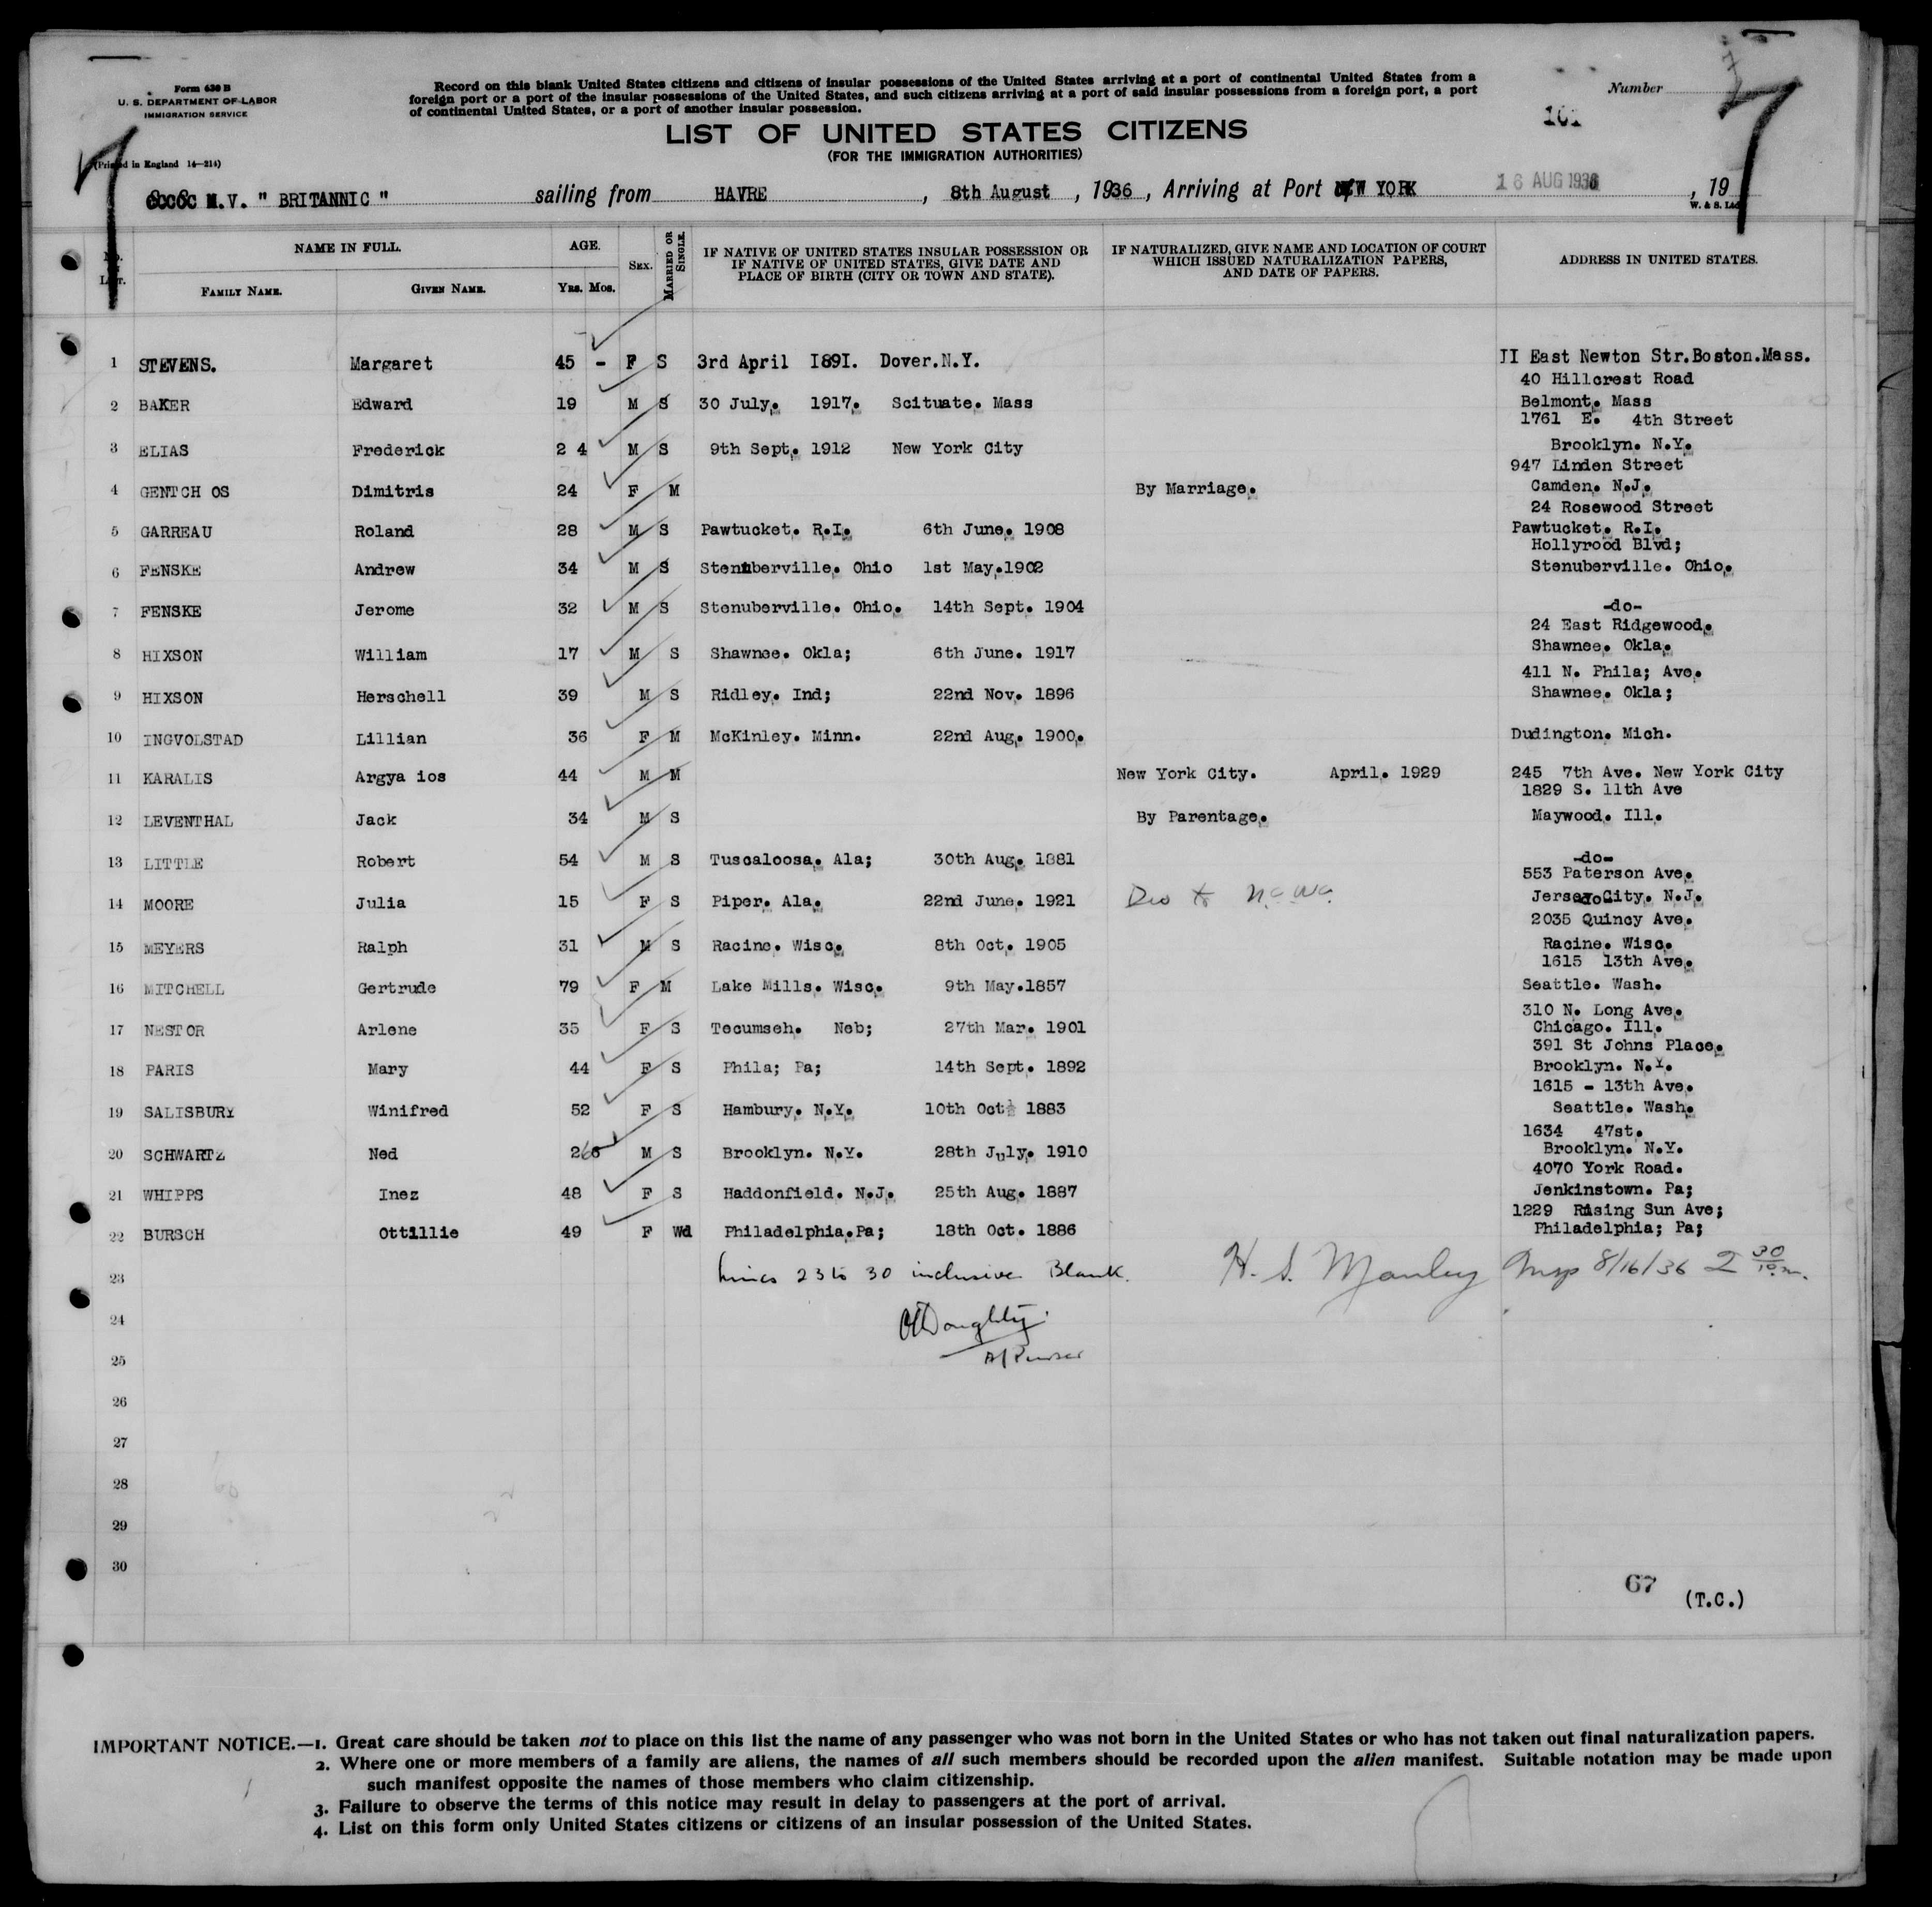 Form 630 B
U. S. DEPARTMENT OF LABOR
IMMIGRATION SERVICE
(Printed in England 14—214)
Record on this blank United States citizens and citizens of insular possessions of the United States arriving at a port of continental United States from a
foreign port or a port of the insular possessions of the United States, and such citizens arriving at a port of said insular possessions from a foreign port, a port
of continental United States, or a port of another insular possession.
Number
7
7
161
LIST OF UNITED STATES CITIZENS
(FOR THE IMMIGRATION AUTHORITIES)
M.V. " BRITANNIC " sailing from HAVRE, 8th August, 1936, Arriving at Port NEW YORK 16 AUG 1936, 19
W. & S. Ltd
NAME IN FULL. AGE. SEX. MARRIED OR SINGLE. IF NATIVE OF UNITED STATES INSULAR POSSESSION OR IF NATIVE OF UNITED STATES, GIVE DATE AND PLACE OF BIRTH (CITY OR TOWN AND STATE). IF NATURALIZED, GIVE NAME AND LOCATION OF COURT WHICH ISSUED NATURALIZATION PAPERS, AND DATE OF PAPERS. ADDRESS IN UNITED STATES.
FAMILY NAME. GIVEN NAME. YRS. MOS.
1 STEVENS. Margaret 45 - F S 3rd April I89I. Dover.N.Y. II East Newton Str.Boston.Mass.
40 Hillcrest Road
2 BAKER Edward 19 M S 30 July. 1917. Scituate. Mass Belmont. Mass
1761 E. 4th Street
3 ELIAS Frederick 2 4 M S 9th Sept. 1912 New York City Brooklyn. N.Y.
947 Linden Street
4 GENTCH OS Dimitris 24 F M By Marriage. Camden. N.J.
24 Rosewood Street
5 GARREAU Roland 28 M S Pawtucket. R.I. 6th June. 1908 Pawtucket. R.I.
Hollyrood Blvd;
6 FENSKE Andrew 34 M S Stenuberville. Ohio 1st May.1902 Stenuberville. Ohio.
7 FENSKE Jerome 32 M S Stenuberville. Ohio. 14th Sept. 1904 -do-
24 East Ridgewood.
8 HIXSON William 17 M S Shawnee. Okla; 6th June. 1917 Shawnee. Okla.
411 N. Phila; Ave.
9 HIXSON Herschell 39 M S Ridley. Ind; 22nd Nov. 1896 Shawnee. Okla;
10 INGVOLSTAD Lillian 36 F M McKinley. Minn. 22nd Aug. 1900. Dudington. Mich.
11 KARALIS Argya ios 44 M M New York City. April. 1929 245 7th Ave. New York City
1829 S. 11th Ave
12 LEVENTHAL Jack 34 M S By Parentage. Maywood. Ill.
13 LITTLE Robert 54 M S Tuscaloosa. Ala; 30th Aug. 1881 -do-
553 Paterson Ave.
14 MOORE Julia 15 F S Piper. Ala. 22nd June. 1921 Jersey City. N.J.
2035 Quincy Ave.
15 MEYERS Ralph 31 M S Racine. Wisc. 8th Oct. 1905 Racine. Wisc.
1615 13th Ave.
16 MITCHELL Gertrude 79 F M Lake Mills. Wisc. 9th May.1857 Seattle. Wash.
310 N. Long Ave.
17 NESTOR Arlene 35 F S Tecumseh. Neb; 27th Mar. 1901 Chicago. Ill.
391 St Johns Place.
18 PARIS Mary 44 F S Phila; Pa; 14th Sept. 1892 Brooklyn. N.Y.
1615 - 13th Ave.
19 SALISBURY Winifred 52 F S Hambury. N.Y. 10th Oct 1883 Seattle. Wash.
1634 47st.
20 SCHWARTZ Ned 26 M S Brooklyn. N.Y. 28th July. 1910 Brooklyn. N.Y.
4070 York Road.
21 WHIPPS Inez 48 F S Haddonfield. N.J. 25th Aug. 1887 Jenkinstown. Pa;
1229 Rising Sun Ave;
22 BURSCH Ottillie 49 F Wd Philadelphia.Pa; 18th Oct. 1886 Philadelphia; Pa;
23 Lines 23 to 30 inclusive Blank. H. S. Manley Insp 8/16/36 2 30
24
25
26
27
28
29
30
67
(T.C.)
IMPORTANT NOTICE.—1. Great care should be taken not to place on this list the name of any passenger who was not born in the United States or who has not taken out final naturalization papers.
2. Where one or more members of a family are aliens, the names of all such members should be recorded upon the alien manifest. Suitable notation may be made upon
such manifest opposite the names of those members who claim citizenship.
3. Failure to observe the terms of this notice may result in delay to passengers at the port of arrival.
4. List on this form only United States citizens or citizens of an insular possession of the United States.